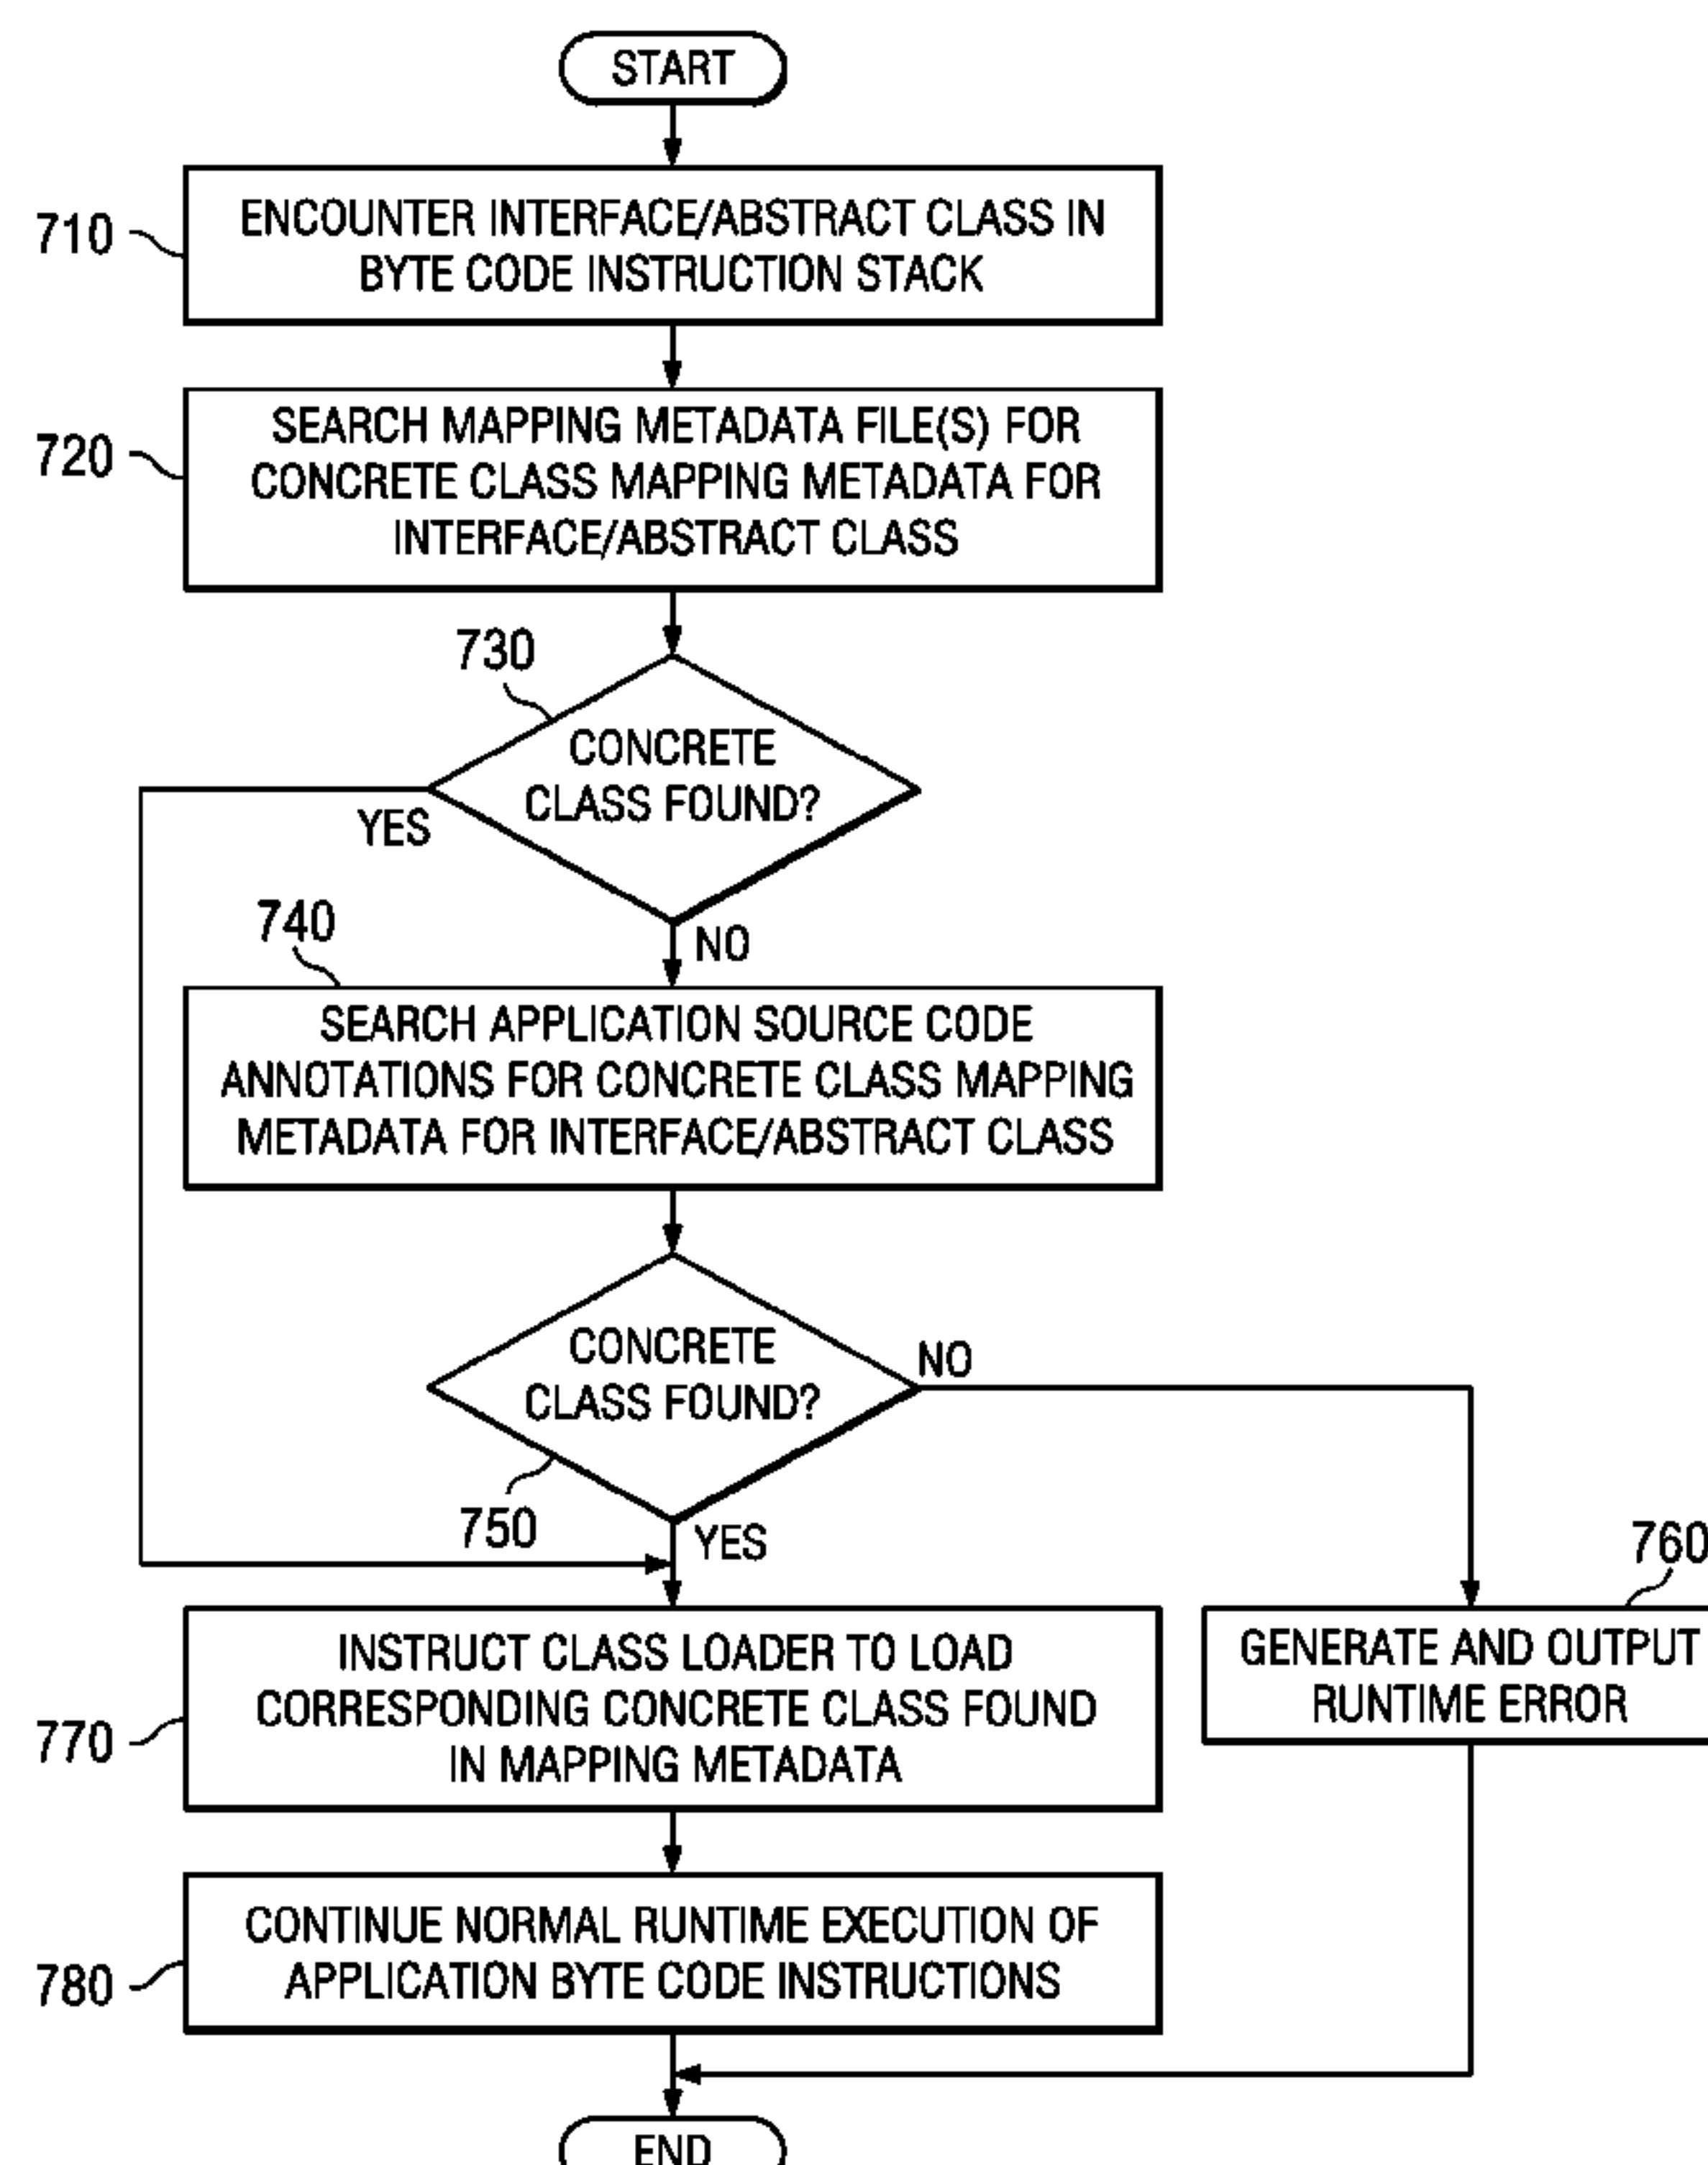 START
710
ENCOUNTER INTERFACE/ABSTRACT CLASS IN
BYTE CODE INSTRUCTION STACK
720
SEARCH MAPPING METADATA FILE(S) FOR
CONCRETE CLASS MAPPING METADATA FOR
INTERFACE/ABSTRACT CLASS
730
CONCRETE
CLASS FOUND?
YES
NO
740
SEARCH APPLICATION SOURCE CODE
ANNOTATIONS FOR CONCRETE CLASS MAPPING
METADATA FOR INTERFACE/ABSTRACT CLASS
CONCRETE
CLASS FOUND?
NO
750
YES
760
GENERATE AND OUTPUT
RUNTIME ERROR
770
INSTRUCT CLASS LOADER TO LOAD
CORRESPONDING CONCRETE CLASS FOUND
IN MAPPING METADATA
780
CONTINUE NORMAL RUNTIME EXECUTION OF
APPLICATION BYTE CODE INSTRUCTIONS
END